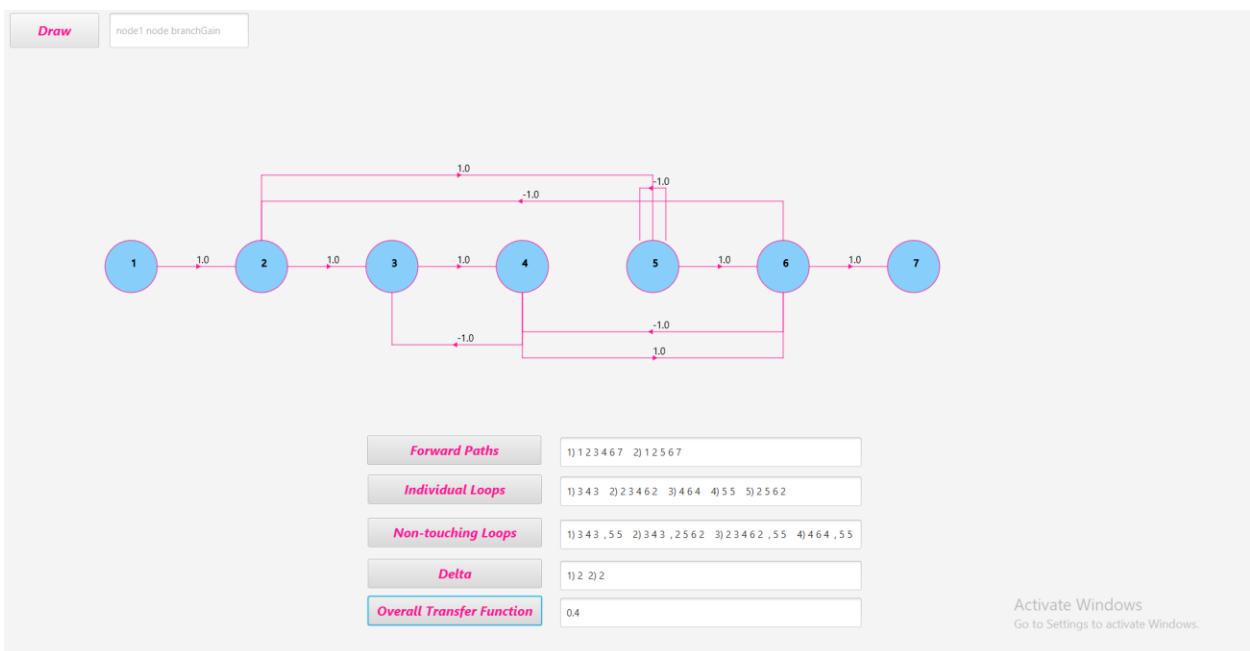 Draw node1 node branchGain
1.0
-1.0
-1.0
1 1.0 2 1.0 3 1.0 4 5 1.0 6 1.0 7
-1.0
-1.0
1.0
Forward Paths 1) 1 2 3 4 6 7 2) 1 2 5 6 7
Individual Loops 1) 3 4 3 2) 2 3 4 6 2 3) 4 6 4 4) 5 5 5) 2 5 6 2
Non-touching Loops 1) 3 4 3 , 5 5 2) 3 4 3 , 2 5 6 2 3) 2 3 4 6 2 , 5 5 4) 4 6 4 , 5 5
Delta 1) 2 2) 2
Overall Transfer Function 0.4
Activate Windows
Go to Settings to activate Windows.